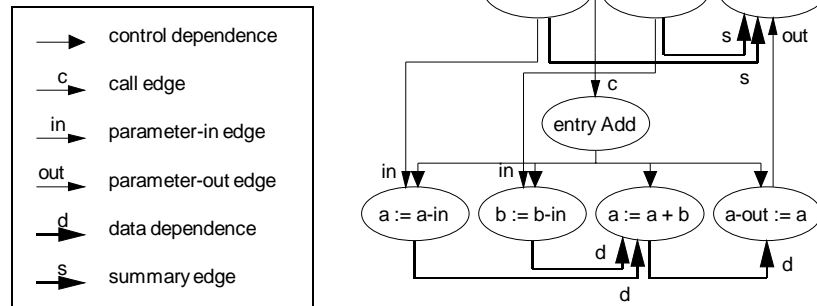 control dependence
c
call edge
in
parameter-in edge
out
parameter-out edge
d
data dependence
s
summary edge
s
out
s
c
entry Add
in
in
a := a-in
b := b-in
a := a + b
a-out := a
d
d
d